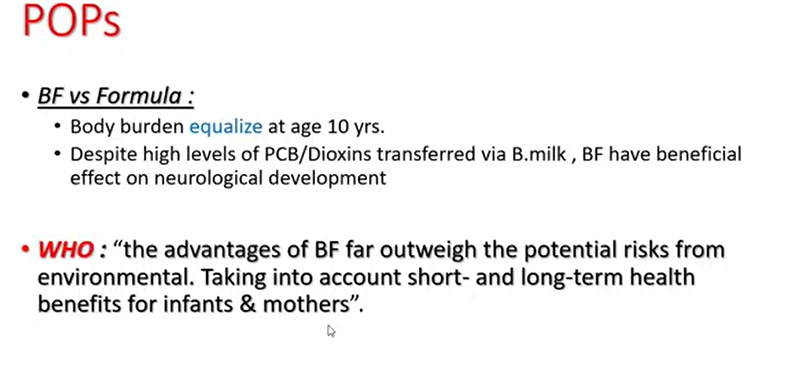 POPs
• BF vs Formula :
• Body burden equalize at age 10 yrs.
• Despite high levels of PCB/Dioxins transferred via B.milk , BF have beneficial
effect on neurological development
• WHO : “the advantages of BF far outweigh the potential risks from
environmental. Taking into account short- and long-term health
benefits for infants & mothers”.